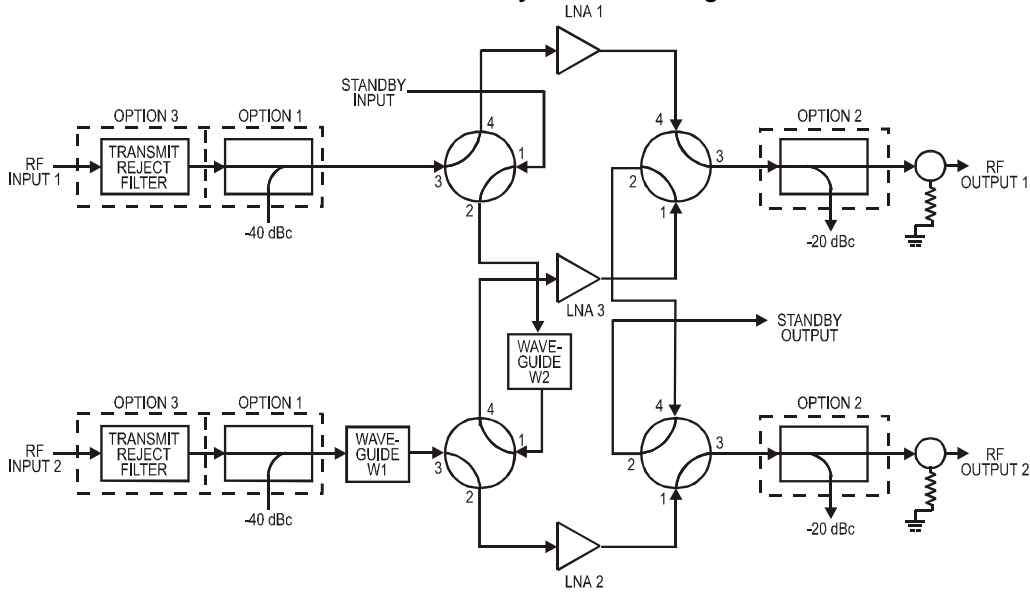 LNA 1
STANDBY
INPUT
OPTION 3
OPTION 1
RF
INPUT 1
TRANSMIT
REJECT
FILTER
-40 dBc
4
1
3
2
4
3
2
1
OPTION 2
-20 dBc
RF
OUTPUT 1
LNA 3
WAVE-
GUIDE
W2
STANDBY
OUTPUT
OPTION 3
OPTION 1
RF
INPUT 2
TRANSMIT
REJECT
FILTER
-40 dBc
WAVE-
GUIDE
W1
4
1
3
2
4
3
2
1
OPTION 2
-20 dBc
RF
OUTPUT 2
LNA 2